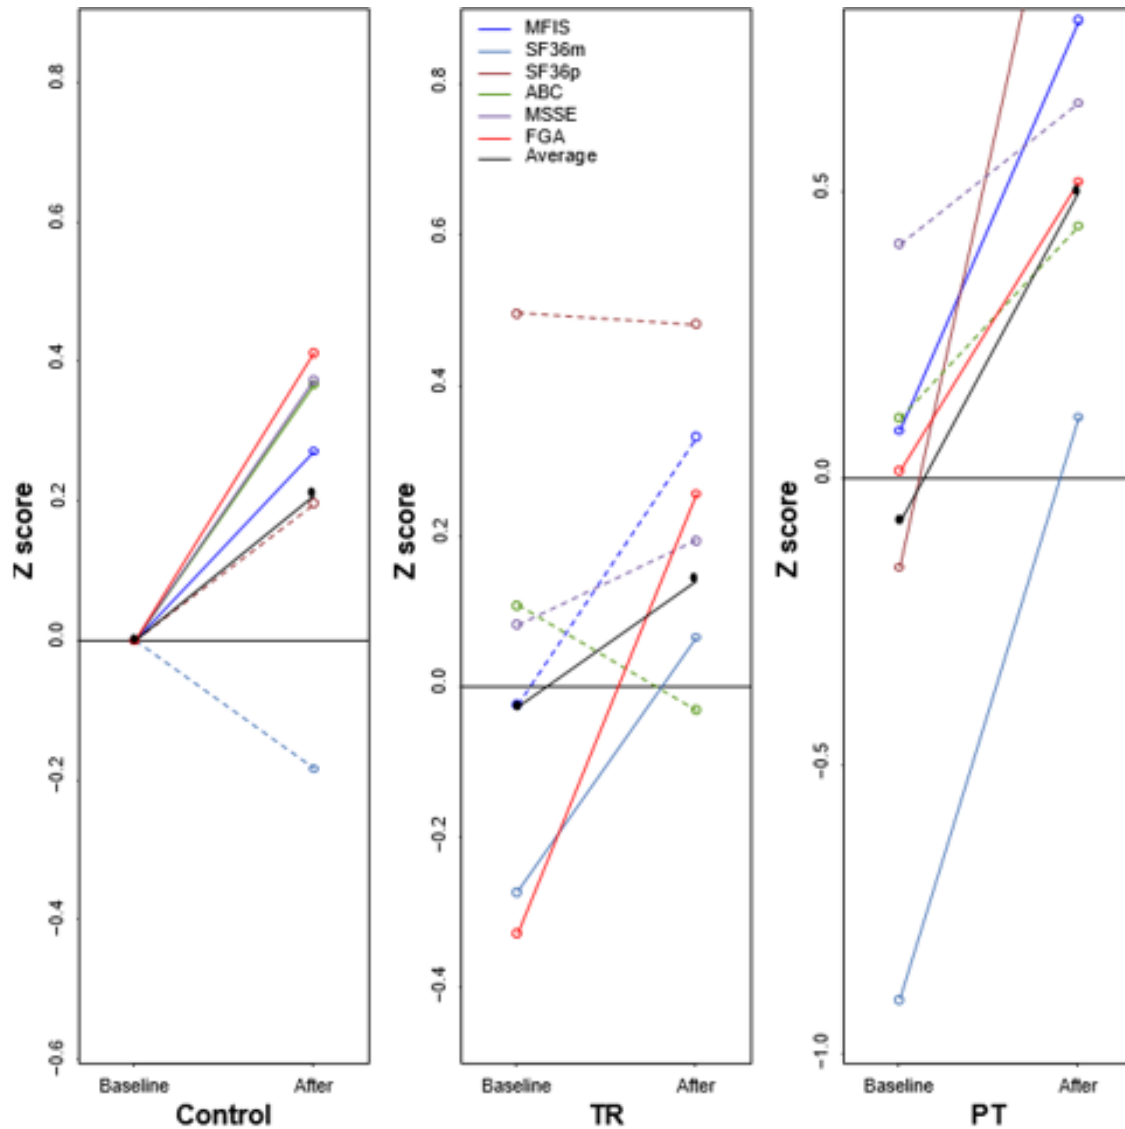 Z score
0.8
0.6
0.4
0.2
0.0
−0.2
−0.4
−0.6
Baseline
After
Control
Z score
0.8
0.6
0.4
0.2
0.0
−0.2
−0.4
MFIS
SF36m
SF36p
ABC
MSSE
FGA
Average
Baseline
After
TR
Z score
0.5
0.0
−0.5
−1.0
Baseline
After
PT